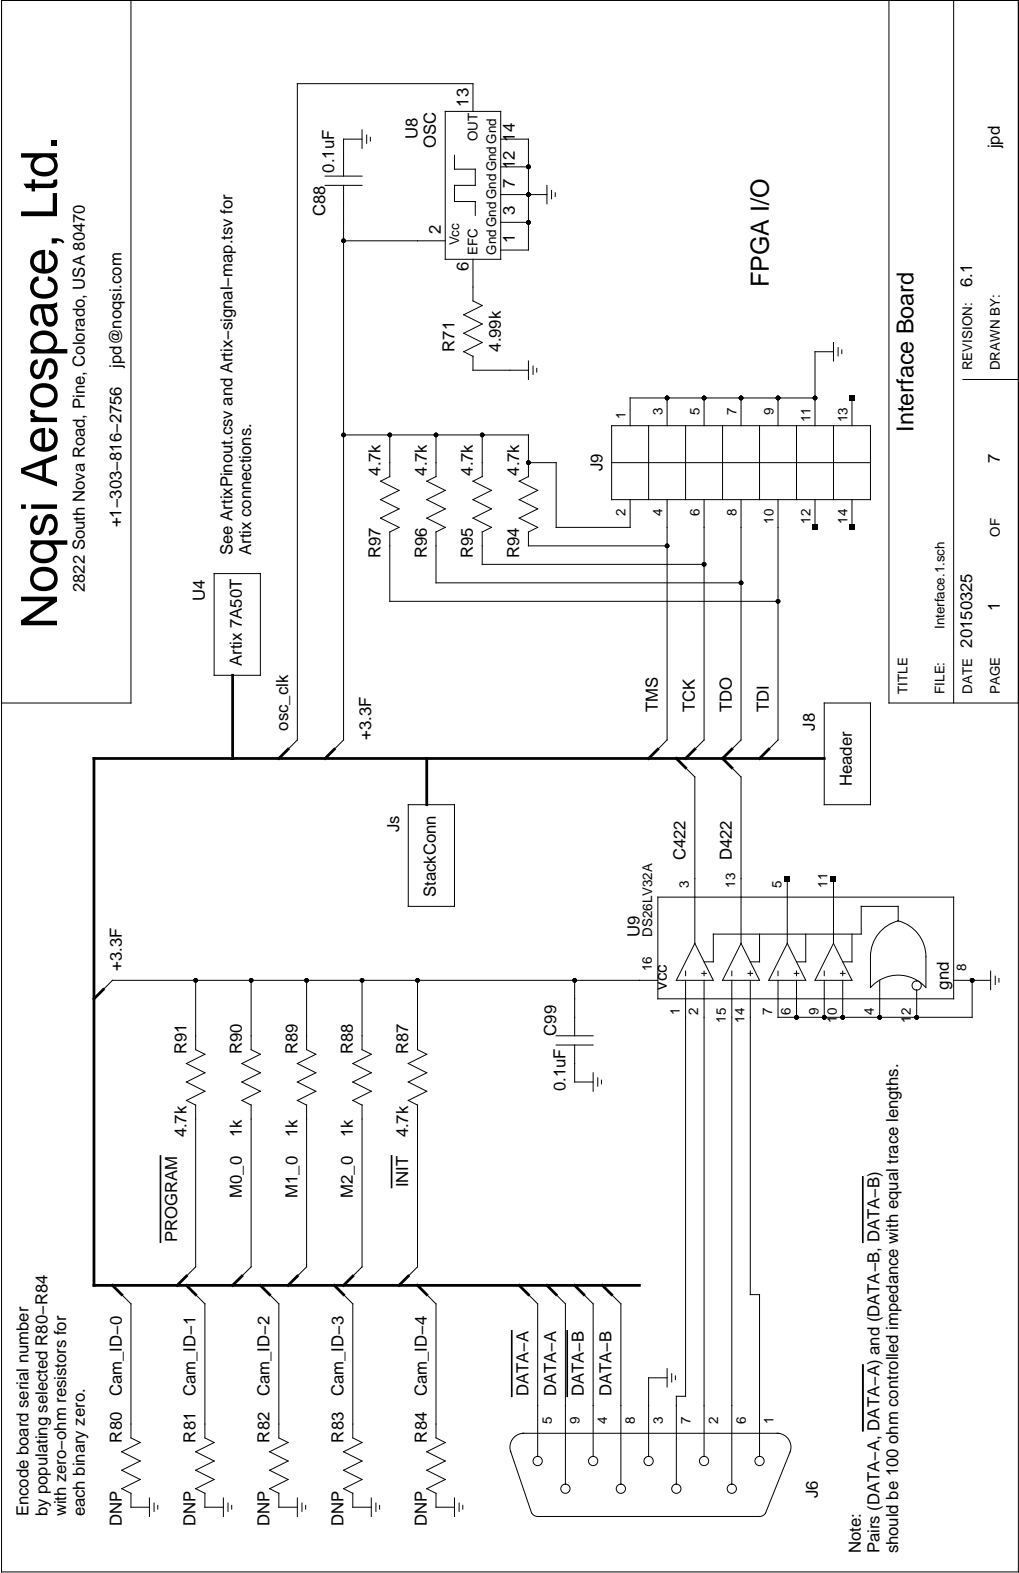 Noqsi Aerospace, Ltd.
2822 South Nova Road, Pine, Colorado, USA 80470
+1−303−816−2756 jpd@noqsi.com
Encode board serial number
by populating selected R80−R84
with zero−ohm resistors for
each binary zero.
DNP R80 Cam_ID−0
DNP R81 Cam_ID−1
DNP R82 Cam_ID−2
DNP R83 Cam_ID−3
DNP R84 Cam_ID−4
PROGRAM 4.7k R91
M0_0 1k R90
M1_0 1k R89
M2_0 1k R88
INIT 4.7k R87
+3.3F
C99
0.1uF
J6
5 DATA−A
9 DATA−A
4 DATA−B
8 DATA−B
3
7
2
6
1
U9
DS26LV32A
16
vcc
1
2
15
14
7
6
9
10
4
12
gnd
8
3
13
5
11
C422
D422
Js
StackConn
U4
Artix 7A50T
See ArtixPinout.csv and Artix−signal−map.tsv for
Artix connections.
osc_clk
+3.3F
J8
Header
TMS
TCK
TDO
TDI
R97 4.7k
R96 4.7k
R95 4.7k
R94 4.7k
J9
2
4
6
8
10
12
14
1
3
5
7
9
11
13
C88
0.1uF
U8
OSC
13
OUT
2
Vcc
6
EFC
Gnd Gnd Gnd Gnd Gnd
1 3 7 12 14
R71
4.99k
FPGA I/O
Note:
Pairs (DATA−A, DATA−A) and (DATA−B, DATA−B)
should be 100 ohm controlled impedance with equal trace lengths.
TITLE
Interface Board
FILE: Interface.1.sch
REVISION: 6.1
DATE 20150325
PAGE 1 OF 7
DRAWN BY: jpd